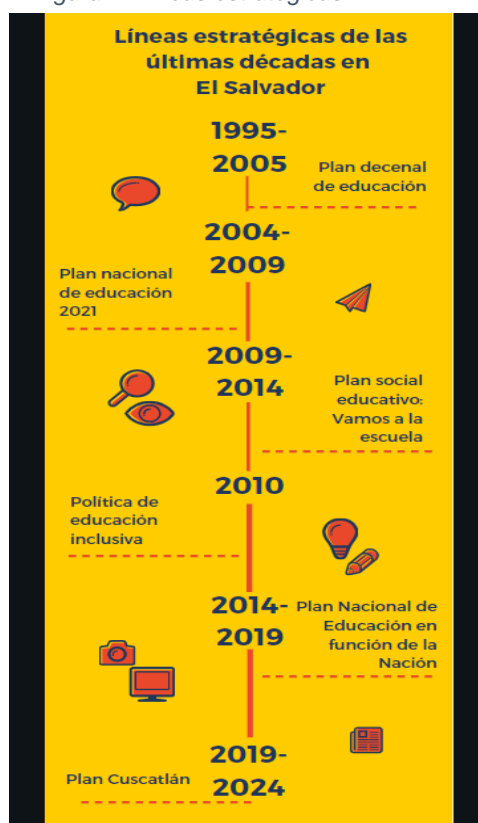 Líneas estratégicas de las
últimas décadas en
El Salvador
1995-
2005
Plan decenal
de educación
2004-
2009
Plan nacional
de educación
2021
2009-
2014
Plan social
educativo:
Vamos a la
escuela
2010
Política de
educación
inclusiva
2014-
2019
Plan Nacional de
Educación en
función de la
Nación
2019-
2024
Plan Cuscatlán